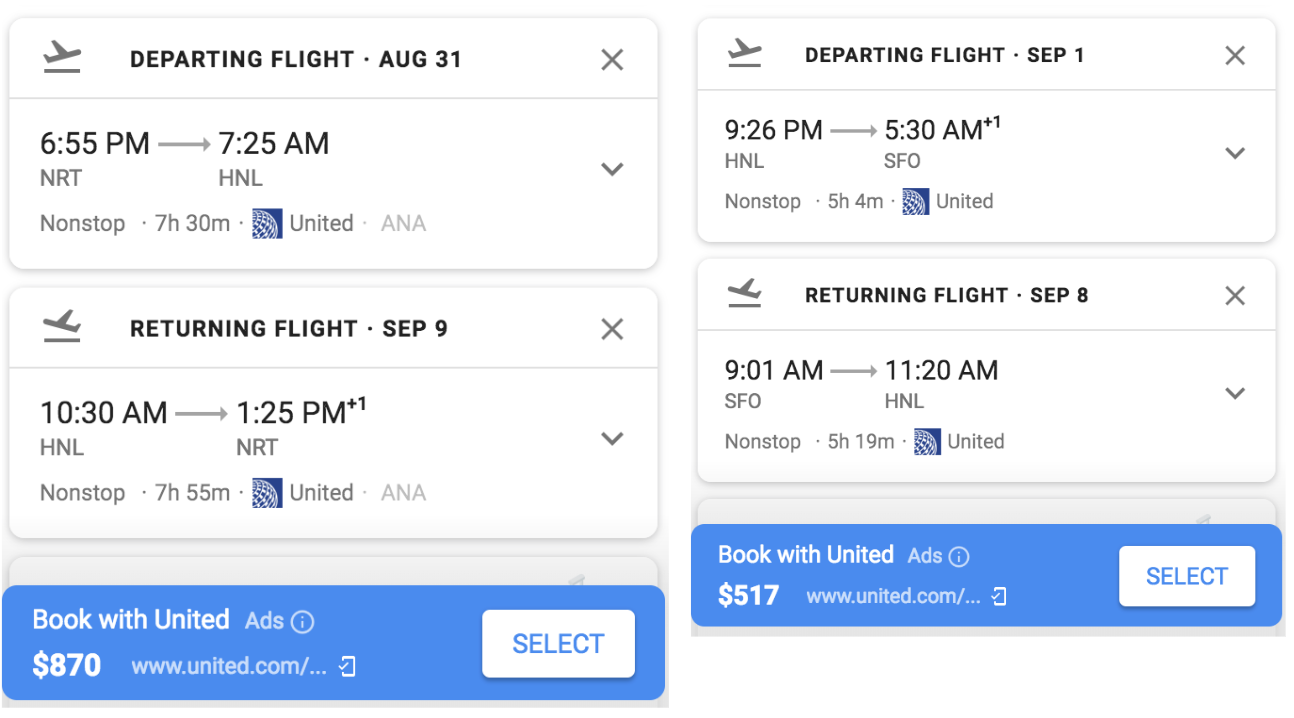 DEPARTING FLIGHT · AUG 31
6:55 PM 7:25 AM
NRT HNL
Nonstop · 7h 30m · United · ANA
RETURNING FLIGHT · SEP 9
10:30 AM 1:25 PM+1
HNL NRT
Nonstop · 7h 55m · United · ANA
Book with United Ads
$870 www.united.com/...
SELECT
DEPARTING FLIGHT · SEP 1
9:26 PM 5:30 AM+1
HNL SFO
Nonstop · 5h 4m · United
RETURNING FLIGHT · SEP 8
9:01 AM 11:20 AM
SFO HNL
Nonstop · 5h 19m · United
Book with United Ads
$517 www.united.com/...
SELECT